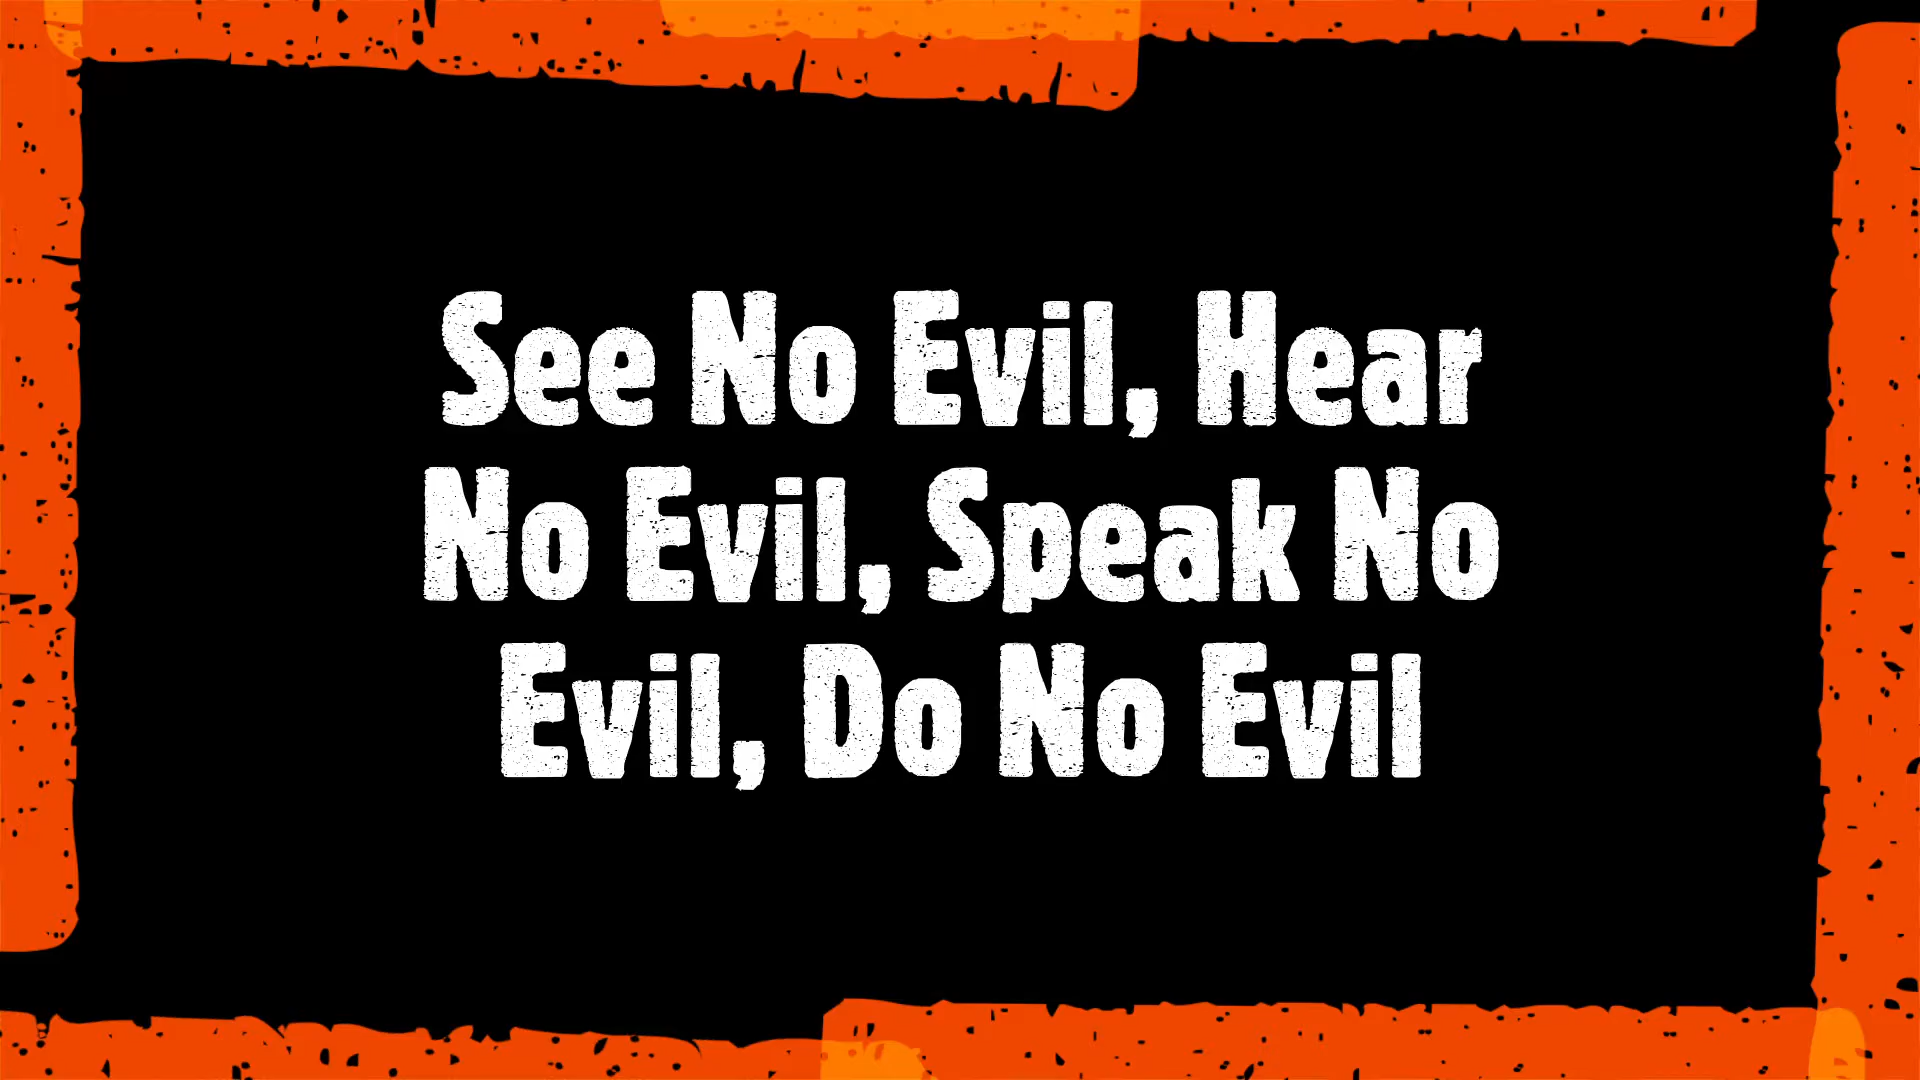 See No Evil, Hear
No Evil, Speak No
Evil, Do No Evil